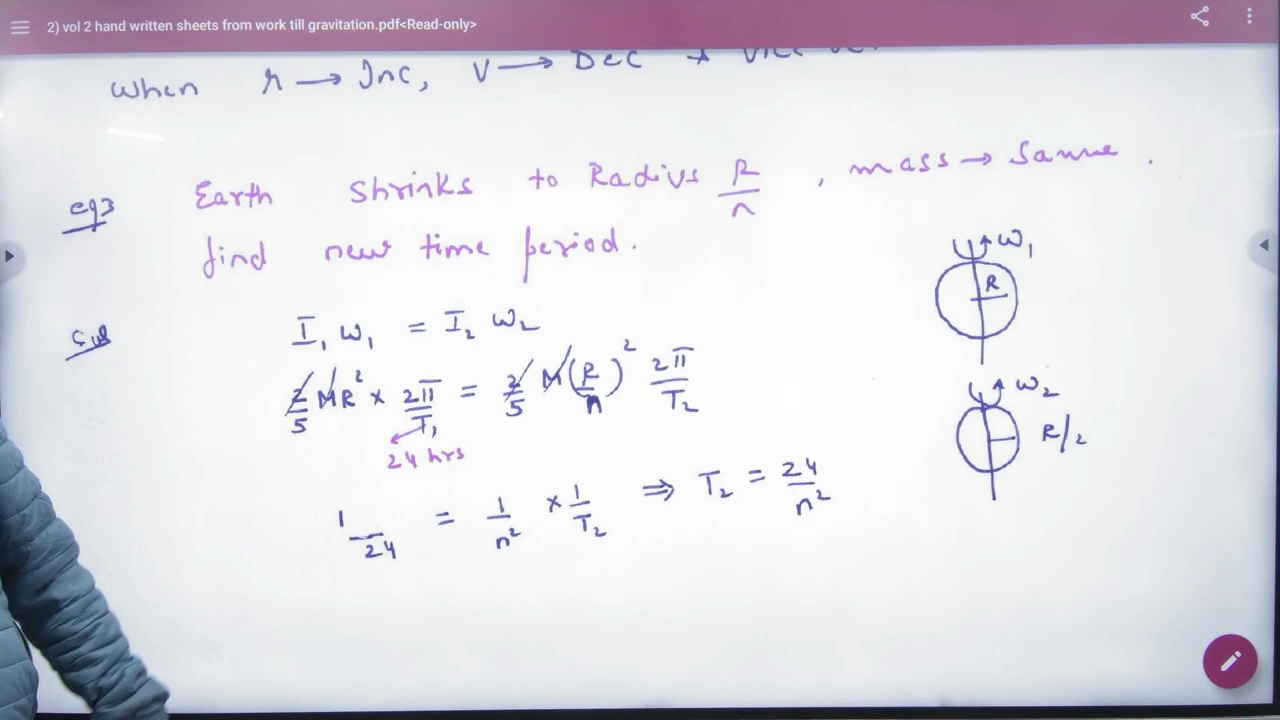 2) vol 2 hand written sheets from work till gravitation.pdf<Read-only>
When r → Inc, V → Dec
eg3 Earth shrinks to Radius R/n , mass → Same .
find new time period.
ω₁
R
Sol
I₁ ω₁ = I₂ ω₂
2/5 MR² × 2π/T₁ = 2/5 M(R/n)² 2π/T₂
ω₂
R/2
24 hrs
1/24 = 1/n² × 1/T₂ ⇒ T₂ = 24/n²